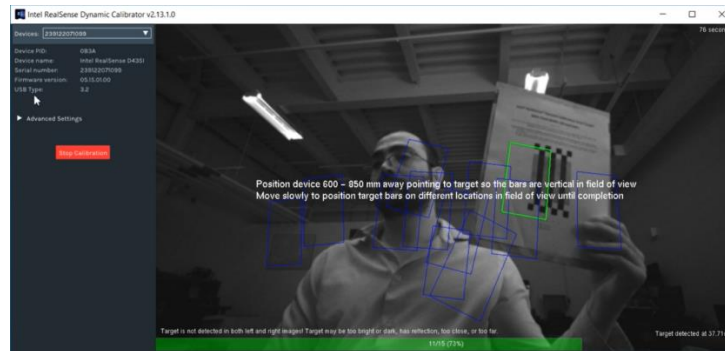 Intel RealSense Dynamic Calibrator v2.13.1.0
Devices: 239122071099
Device PID: 0B3A
Device name: Intel RealSense D435I
Serial number: 239122071099
Firmware version: 05.15.01.00
USB Type: 3.2
Advanced Settings
Stop Calibration
76 secon
Position device 600 - 850 mm away pointing to target so the bars are vertical in field of view
Move slowly to position target bars on different locations in field of view until completion
Target is not detected in both left and right images! Target may be too bright or dark, has reflection, too close, or too far.
Target detected at 37.71
11/15 (73%)